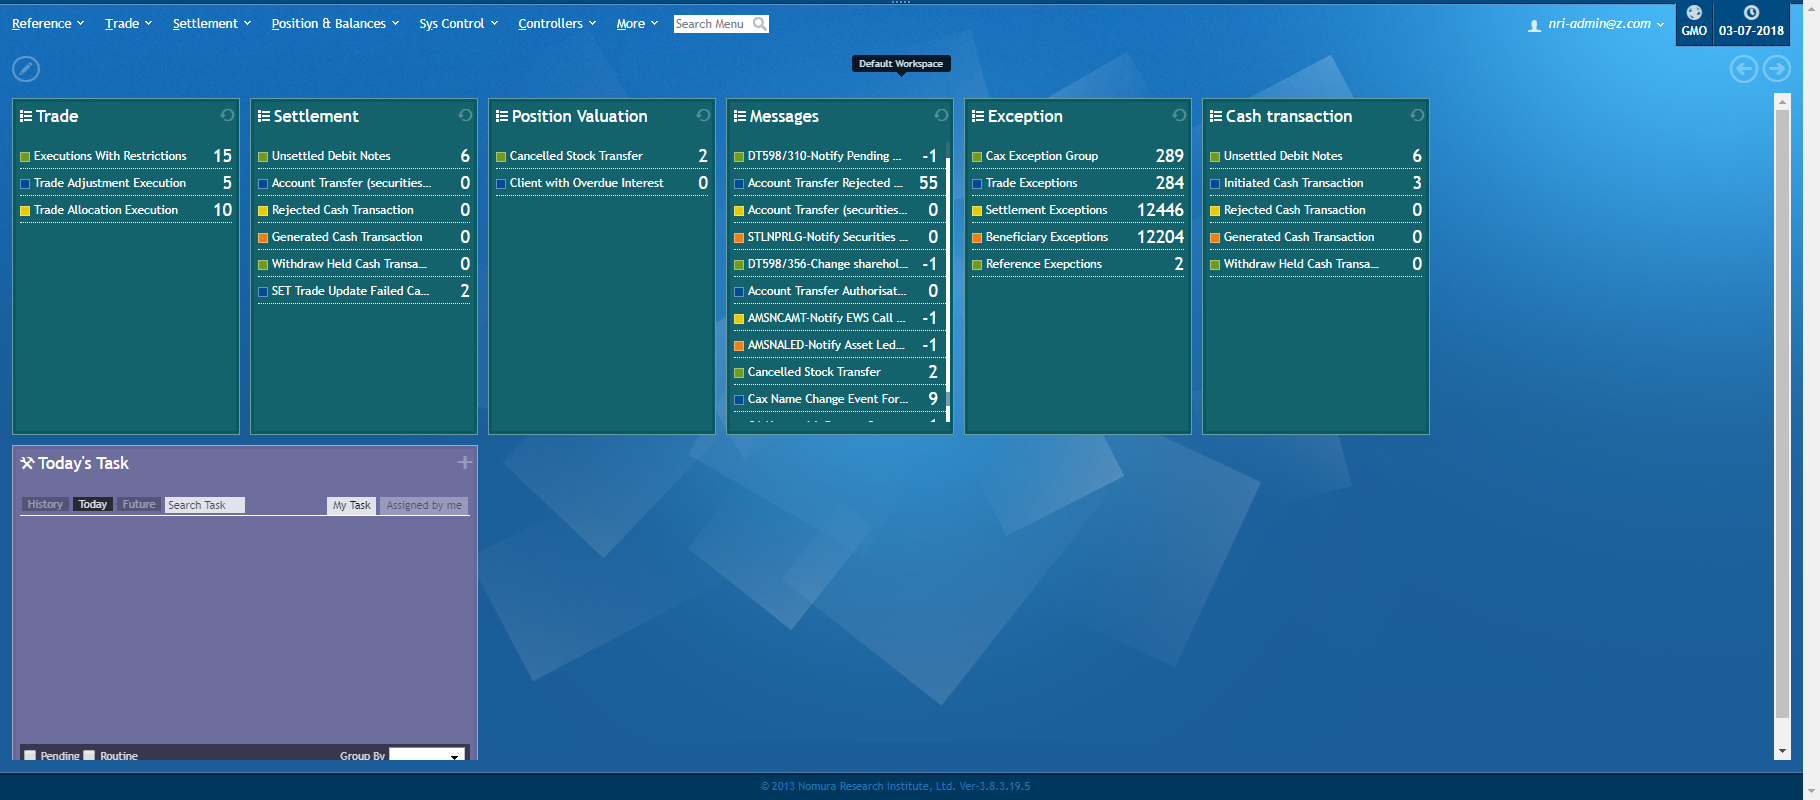 Reference Trade Settlement Position & Balances Sys Control Controllers More Search Menu nri-admin@z.com GMO 03-07-2018
Default Workspace
Trade
Executions With Restrictions 15
Trade Adjustment Execution 5
Trade Allocation Execution 10
Settlement
Unsettled Debit Notes 6
Account Transfer (securities... 0
Rejected Cash Transaction 0
Generated Cash Transaction 0
Withdraw Held Cash Transa... 0
SET Trade Update Failed Ca... 2
Position Valuation
Cancelled Stock Transfer 2
Client with Overdue Interest 0
Messages
DT598/310-Notify Pending ... -1
Account Transfer Rejected ... 55
Account Transfer (securities... 0
STLNPRLG-Notify Securities ... 0
DT598/356-Change sharehol... -1
Account Transfer Authorisat... 0
AMSNCAMT-Notify EWS Call ... -1
AMSNALED-Notify Asset Led... -1
Cancelled Stock Transfer 2
Cax Name Change Event For... 9
Exception
Cax Exception Group 289
Trade Exceptions 284
Settlement Exceptions 12446
Beneficiary Exceptions 12204
Reference Exepctions 2
Cash transaction
Unsettled Debit Notes 6
Initiated Cash Transaction 3
Rejected Cash Transaction 0
Generated Cash Transaction 0
Withdraw Held Cash Transa... 0
Today's Task
History Today Future Search Task My Task Assigned by me
Pending Routine Group By
© 2013 Nomura Research Institute, Ltd. Ver-3.8.3.19.5